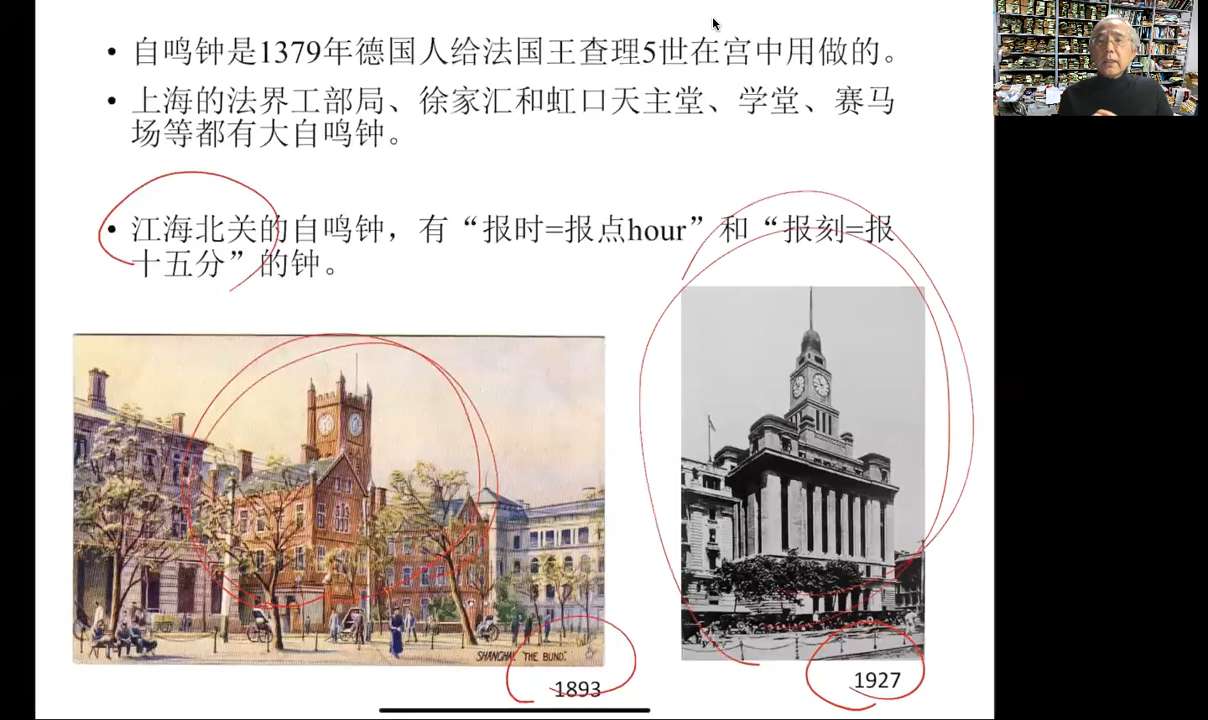 • 自鸣钟是1379年德国人给法国王查理5世在宫中用做的。
• 上海的法界工部局、徐家汇和虹口天主堂、学堂、赛马
场等都有大自鸣钟。
• 江海北关的自鸣钟，有“报时=报点hour”和“报刻=报
十五分”的钟。
SHANGHAI, "THE BUND."
1893
1927